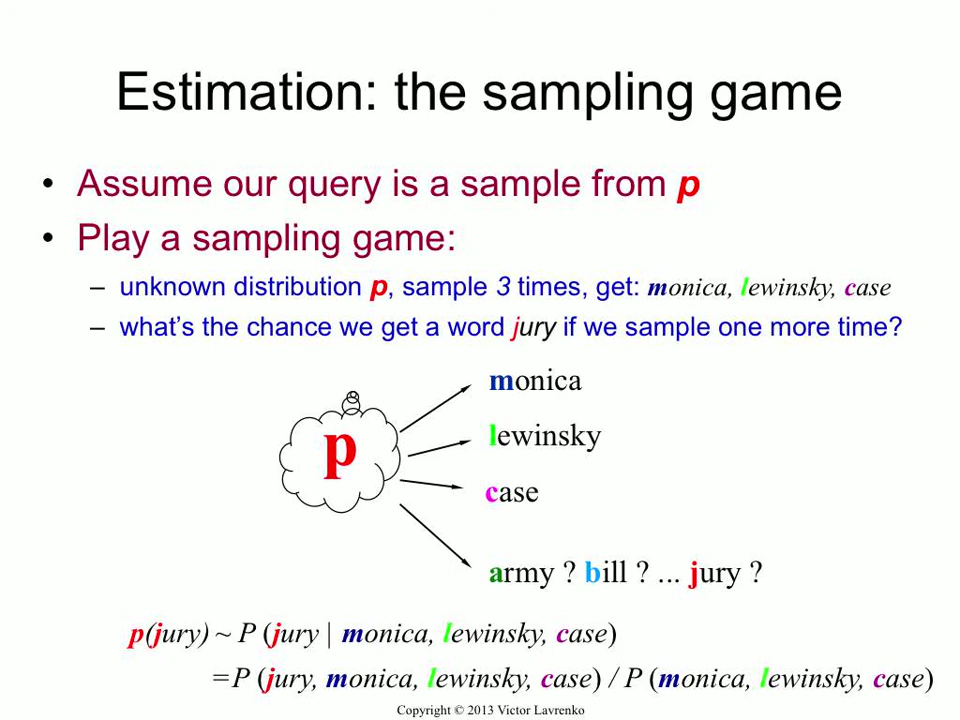 Estimation: the sampling game
• Assume our query is a sample from p
• Play a sampling game:
– unknown distribution p, sample 3 times, get: monica, lewinsky, case
– what's the chance we get a word jury if we sample one more time?
monica
p
lewinsky
case
army ? bill ? ... jury ?
p(jury) ~ P (jury | monica, lewinsky, case)
= P (jury, monica, lewinsky, case) / P (monica, lewinsky, case)
Copyright © 2013 Victor Lavrenko